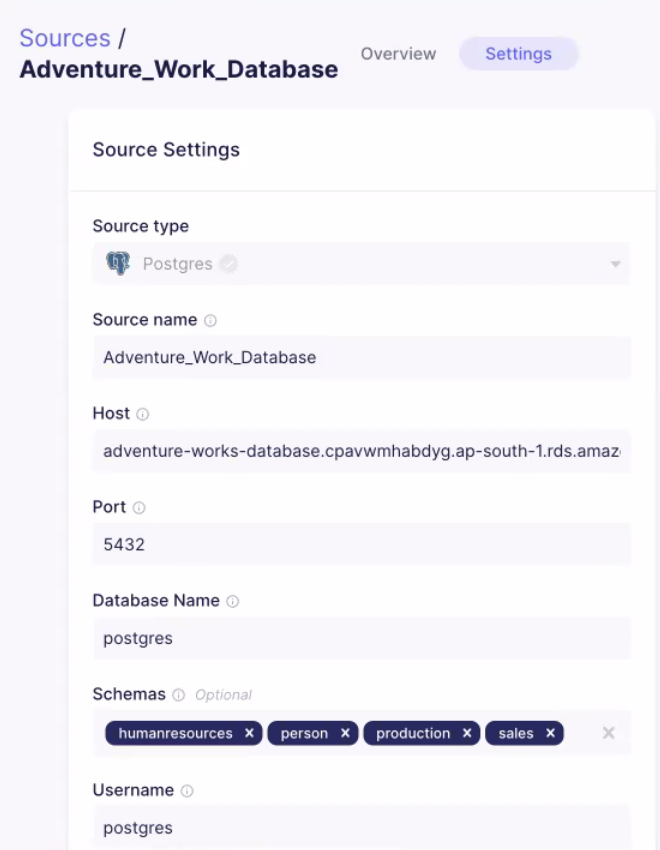 Sources /
Adventure_Work_Database
Overview
Settings
Source Settings
Source type
Postgres
Source name
Adventure_Work_Database
Host
adventure-works-database.cpavwmhabdyg.ap-south-1.rds.amaz
Port
5432
Database Name
postgres
Schemas Optional
humanresources × person × production × sales ×
Username
postgres